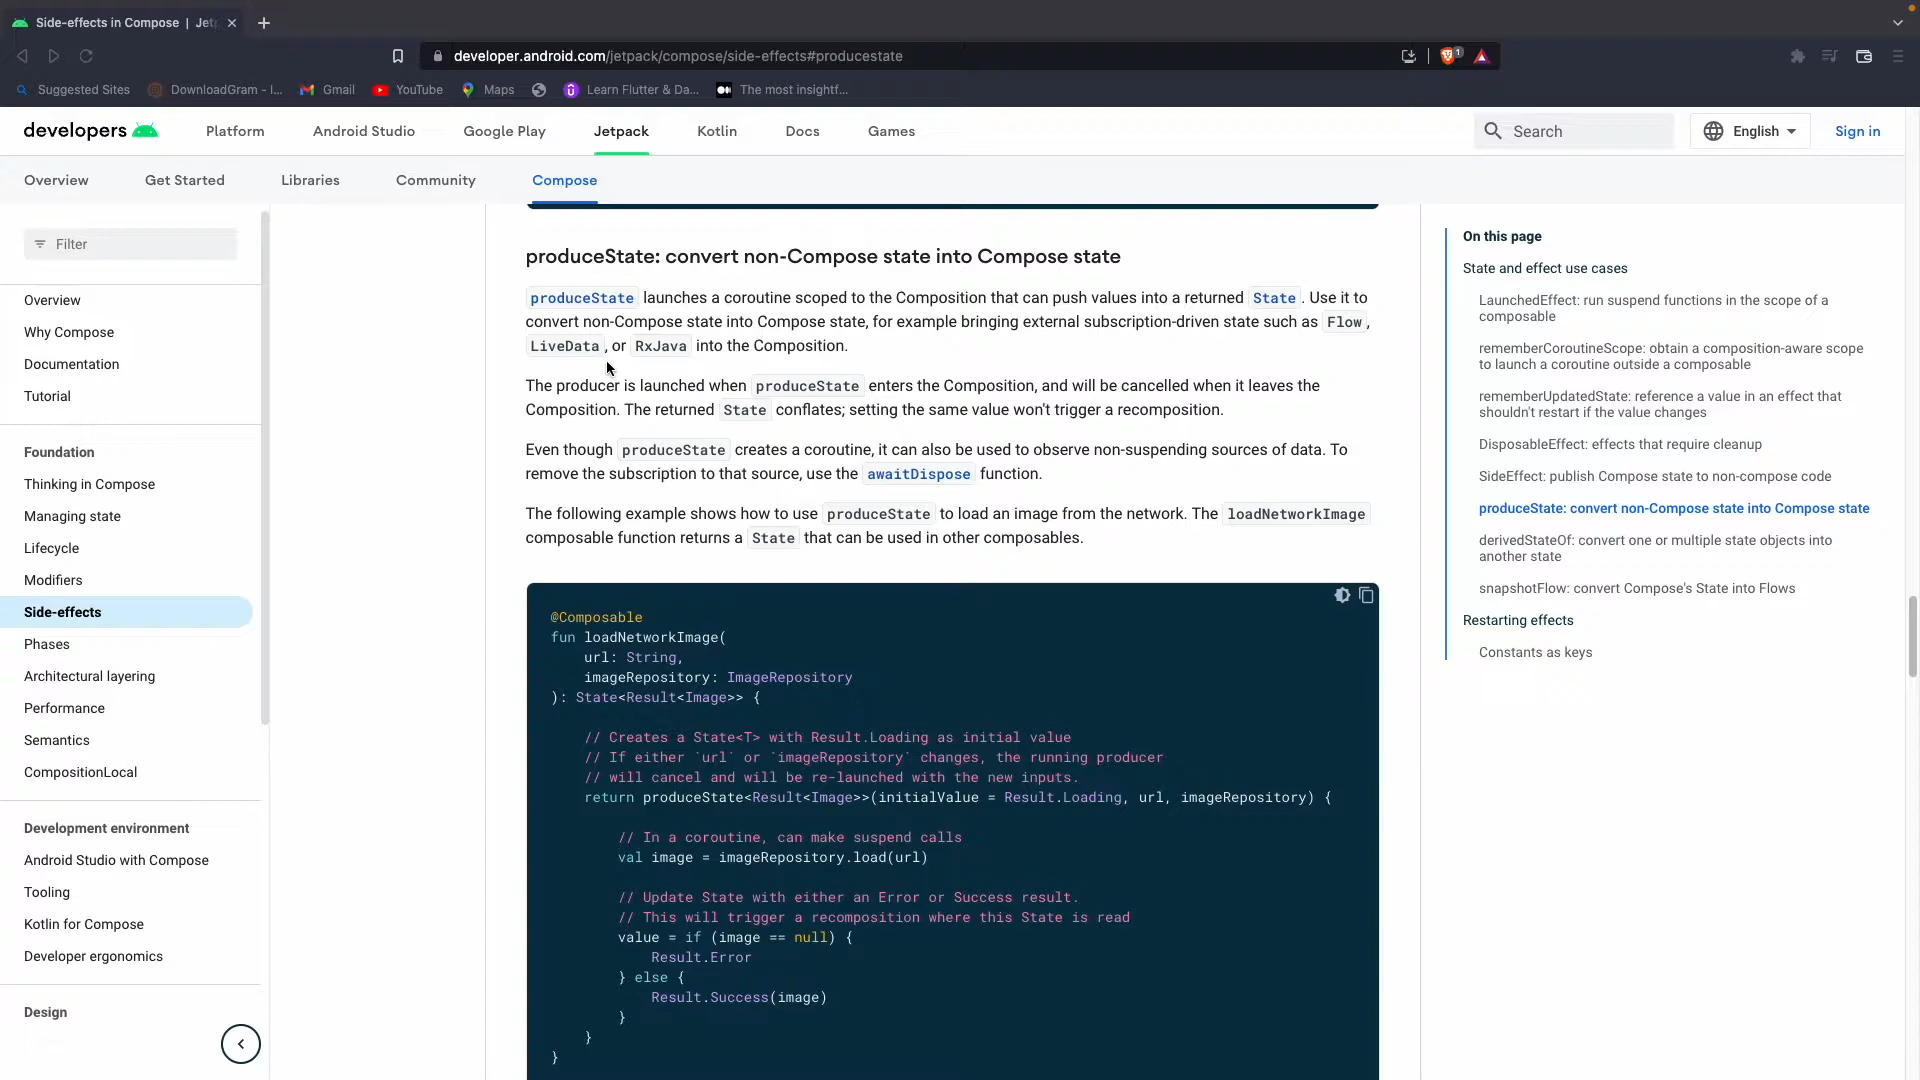 Side-effects in Compose | Jetp
developer.android.com/jetpack/compose/side-effects#producestate
1
Suggested Sites
DownloadGram - I...
Gmail
YouTube
Maps
Learn Flutter & Da...
The most insightf...
developers
Platform
Android Studio
Google Play
Jetpack
Kotlin
Docs
Games
Search
English
Sign in
Overview
Get Started
Libraries
Community
Compose
Filter
Overview
Why Compose
Documentation
Tutorial
Foundation
Thinking in Compose
Managing state
Lifecycle
Modifiers
Side-effects
Phases
Architectural layering
Performance
Semantics
CompositionLocal
Development environment
Android Studio with Compose
Tooling
Kotlin for Compose
Developer ergonomics
Design
produceState: convert non-Compose state into Compose state
produceState launches a coroutine scoped to the Composition that can push values into a returned State. Use it to
convert non-Compose state into Compose state, for example bringing external subscription-driven state such as Flow,
LiveData, or RxJava into the Composition.
The producer is launched when produceState enters the Composition, and will be cancelled when it leaves the
Composition. The returned State conflates; setting the same value won't trigger a recomposition.
Even though produceState creates a coroutine, it can also be used to observe non-suspending sources of data. To
remove the subscription to that source, use the awaitDispose function.
The following example shows how to use produceState to load an image from the network. The loadNetworkImage
composable function returns a State that can be used in other composables.
@Composable
fun loadNetworkImage(
    url: String,
    imageRepository: ImageRepository
): State<Result<Image>> {
    // Creates a State<T> with Result.Loading as initial value
    // If either `url` or `imageRepository` changes, the running producer
    // will cancel and will be re-launched with the new inputs.
    return produceState<Result<Image>>(initialValue = Result.Loading, url, imageRepository) {
        // In a coroutine, can make suspend calls
        val image = imageRepository.load(url)
        // Update State with either an Error or Success result.
        // This will trigger a recomposition where this State is read
        value = if (image == null) {
            Result.Error
        } else {
            Result.Success(image)
        }
    }
}
On this page
State and effect use cases
LaunchedEffect: run suspend functions in the scope of a
composable
rememberCoroutineScope: obtain a composition-aware scope
to launch a coroutine outside a composable
rememberUpdatedState: reference a value in an effect that
shouldn't restart if the value changes
DisposableEffect: effects that require cleanup
SideEffect: publish Compose state to non-compose code
produceState: convert non-Compose state into Compose state
derivedStateOf: convert one or multiple state objects into
another state
snapshotFlow: convert Compose's State into Flows
Restarting effects
Constants as keys